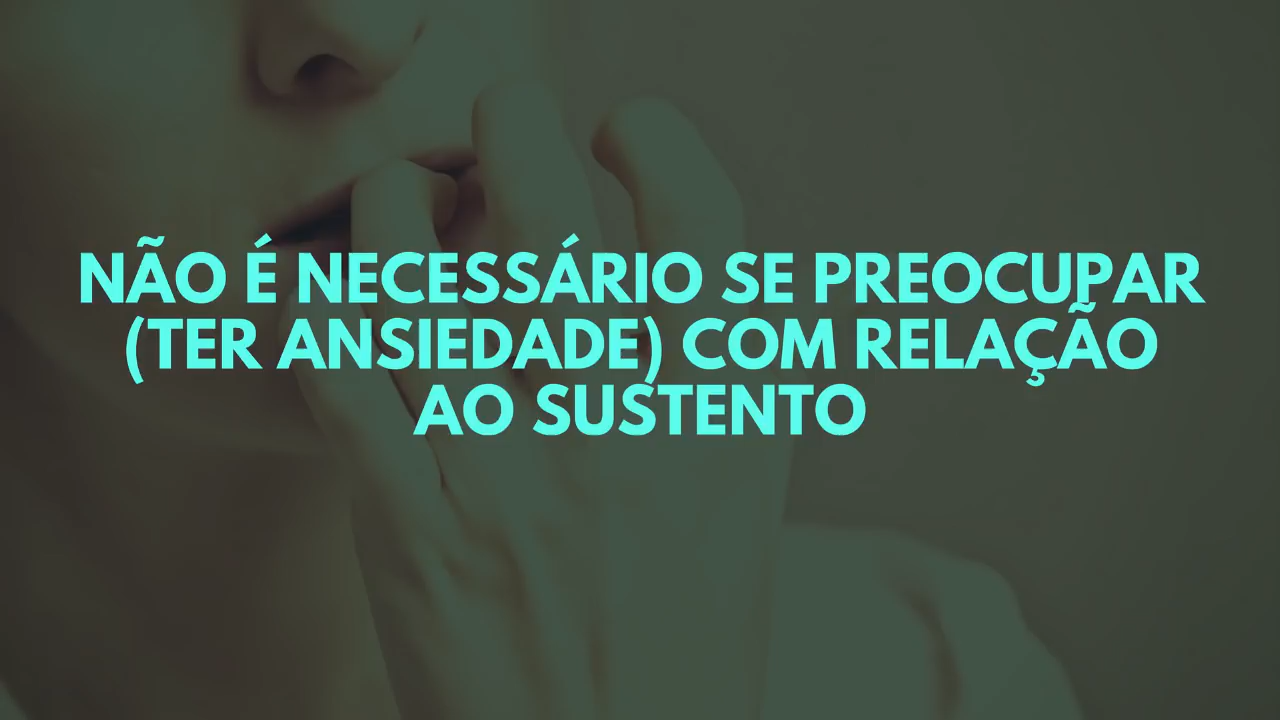 NÃO É NECESSÁRIO SE PREOCUPAR
(TER ANSIEDADE) COM RELAÇÃO
AO SUSTENTO